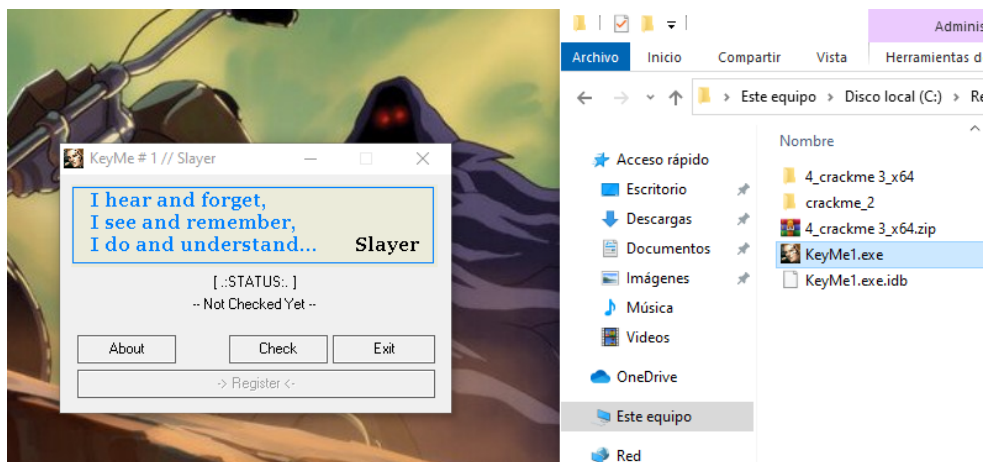 KeyMe # 1 // Slayer
I hear and forget,
I see and remember,
I do and understand... Slayer
[ .:STATUS:. ]
-- Not Checked Yet --
About Check Exit
-> Register <-
Adminis
Archivo Inicio Compartir Vista Herramientas d
Este equipo > Disco local (C:) > Re
Nombre
Acceso rápido
Escritorio
Descargas
Documentos
Imágenes
Música
Videos
OneDrive
Este equipo
Red
4_crackme 3_x64
crackme_2
4_crackme 3_x64.zip
KeyMe1.exe
KeyMe1.exe.idb